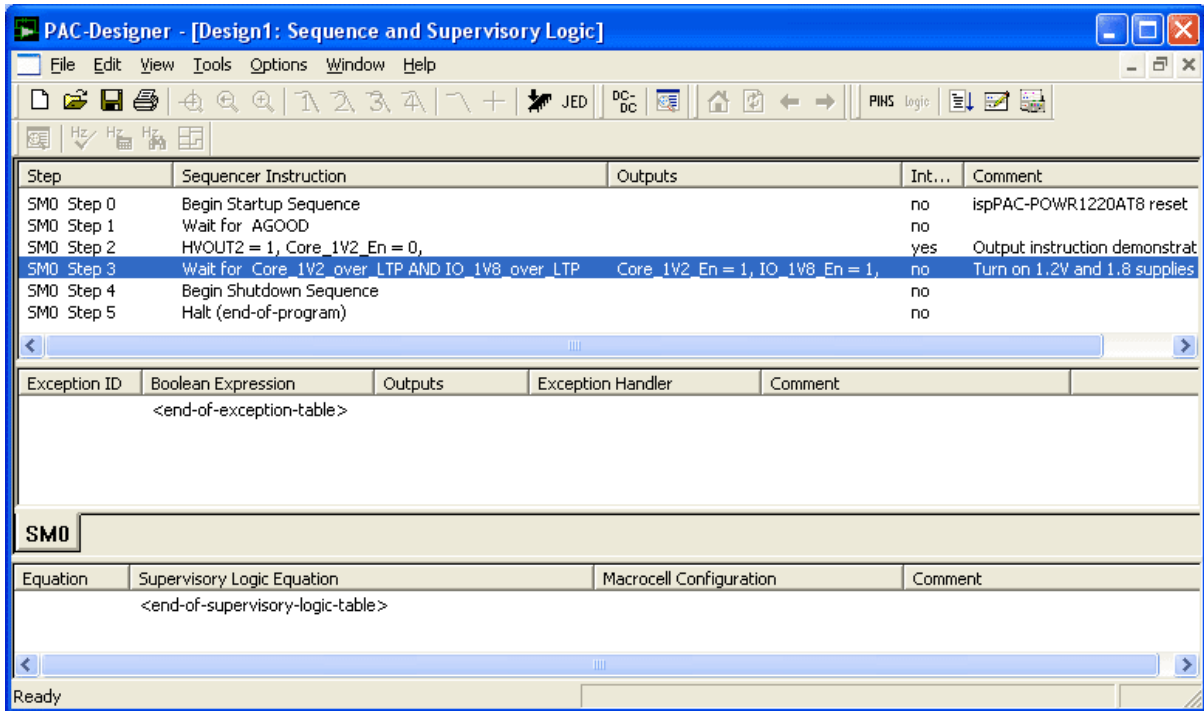 PAC-Designer - [Design1: Sequence and Supervisory Logic]
File Edit View Tools Options Window Help
JED DC-DC PINS logic
Hz Hz Hz
Step Sequencer Instruction Outputs Int... Comment
SM0 Step 0 Begin Startup Sequence no ispPAC-POWR1220AT8 reset
SM0 Step 1 Wait for AGOOD no
SM0 Step 2 HVOUT2 = 1, Core_1V2_En = 0, yes Output instruction demonstrat
SM0 Step 3 Wait for Core_1V2_over_LTP AND IO_1V8_over_LTP Core_1V2_En = 1, IO_1V8_En = 1, no Turn on 1.2V and 1.8 supplies
SM0 Step 4 Begin Shutdown Sequence no
SM0 Step 5 Halt (end-of-program) no
Exception ID Boolean Expression Outputs Exception Handler Comment
<end-of-exception-table>
SM0
Equation Supervisory Logic Equation Macrocell Configuration Comment
<end-of-supervisory-logic-table>
Ready